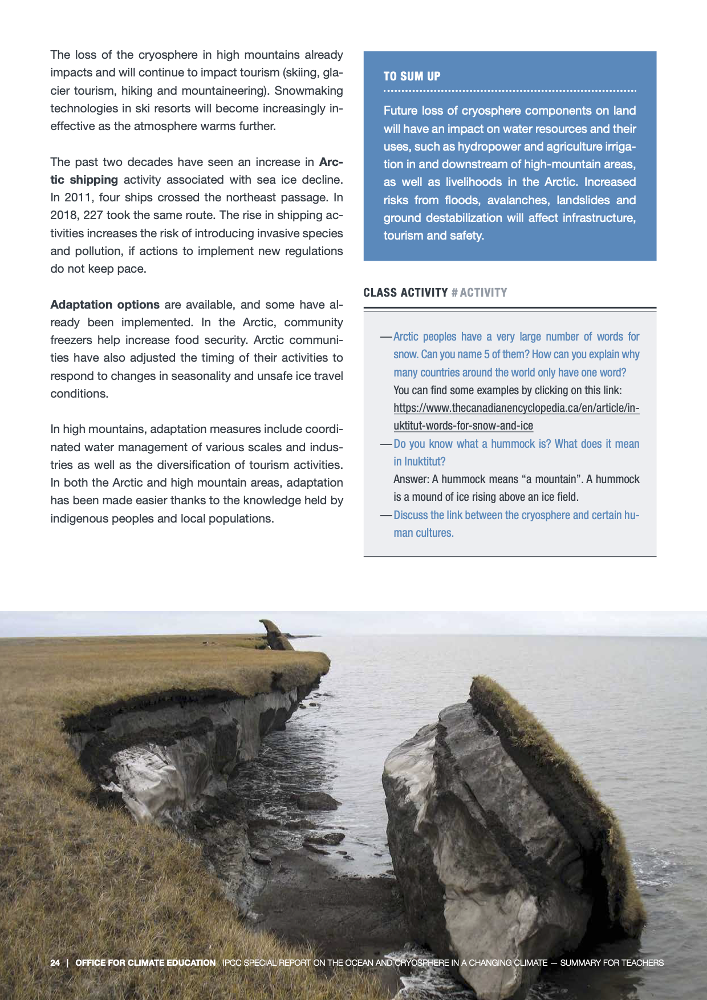 The loss of the cryosphere in high mountains already
impacts and will continue to impact tourism (skiing, gla-
cier tourism, hiking and mountaineering). Snowmaking
technologies in ski resorts will become increasingly in-
effective as the atmosphere warms further.
The past two decades have seen an increase in Arc-
tic shipping activity associated with sea ice decline.
In 2011, four ships crossed the northeast passage. In
2018, 227 took the same route. The rise in shipping ac-
tivities increases the risk of introducing invasive species
and pollution, if actions to implement new regulations
do not keep pace.
Adaptation options are available, and some have al-
ready been implemented. In the Arctic, community
freezers help increase food security. Arctic communi-
ties have also adjusted the timing of their activities to
respond to changes in seasonality and unsafe ice travel
conditions.
In high mountains, adaptation measures include coordi-
nated water management of various scales and indus-
tries as well as the diversification of tourism activities.
In both the Arctic and high mountain areas, adaptation
has been made easier thanks to the knowledge held by
indigenous peoples and local populations.
TO SUM UP
Future loss of cryosphere components on land
will have an impact on water resources and their
uses, such as hydropower and agriculture irriga-
tion in and downstream of high-mountain areas,
as well as livelihoods in the Arctic. Increased
risks from floods, avalanches, landslides and
ground destabilization will affect infrastructure,
tourism and safety.
CLASS ACTIVITY # ACTIVITY
—Arctic peoples have a very large number of words for
snow. Can you name 5 of them? How can you explain why
many countries around the world only have one word?
You can find some examples by clicking on this link:
https://www.thecanadianencyclopedia.ca/en/article/in-
uktitut-words-for-snow-and-ice
—Do you know what a hummock is? What does it mean
in Inuktitut?
Answer: A hummock means “a mountain”. A hummock
is a mound of ice rising above an ice field.
—Discuss the link between the cryosphere and certain hu-
man cultures.
24 | OFFICE FOR CLIMATE EDUCATION IPCC SPECIAL REPORT ON THE OCEAN AND CRYOSPHERE IN A CHANGING CLIMATE — SUMMARY FOR TEACHERS